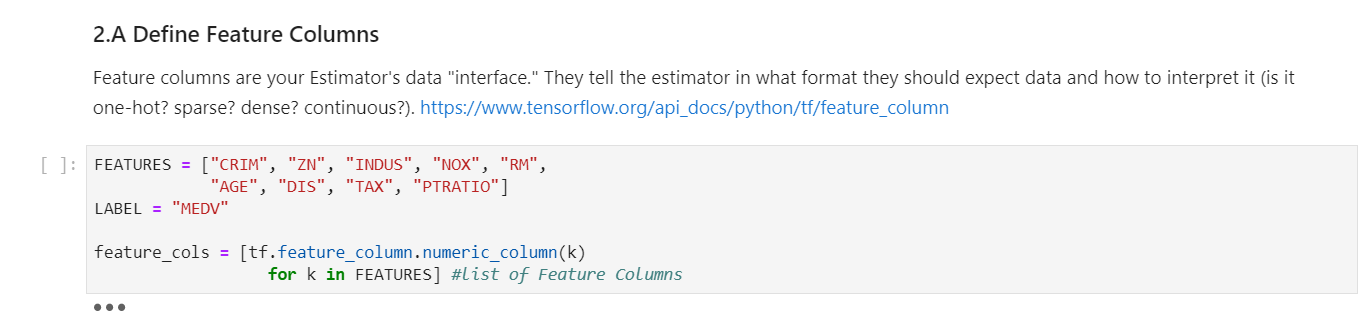 2.A Define Feature Columns
Feature columns are your Estimator's data "interface." They tell the estimator in what format they should expect data and how to interpret it (is it
one-hot? sparse? dense? continuous?). https://www.tensorflow.org/api_docs/python/tf/feature_column
[ ]: FEATURES = ["CRIM", "ZN", "INDUS", "NOX", "RM",
            "AGE", "DIS", "TAX", "PTRATIO"]
LABEL = "MEDV"
feature_cols = [tf.feature_column.numeric_column(k)
                  for k in FEATURES] #list of Feature Columns